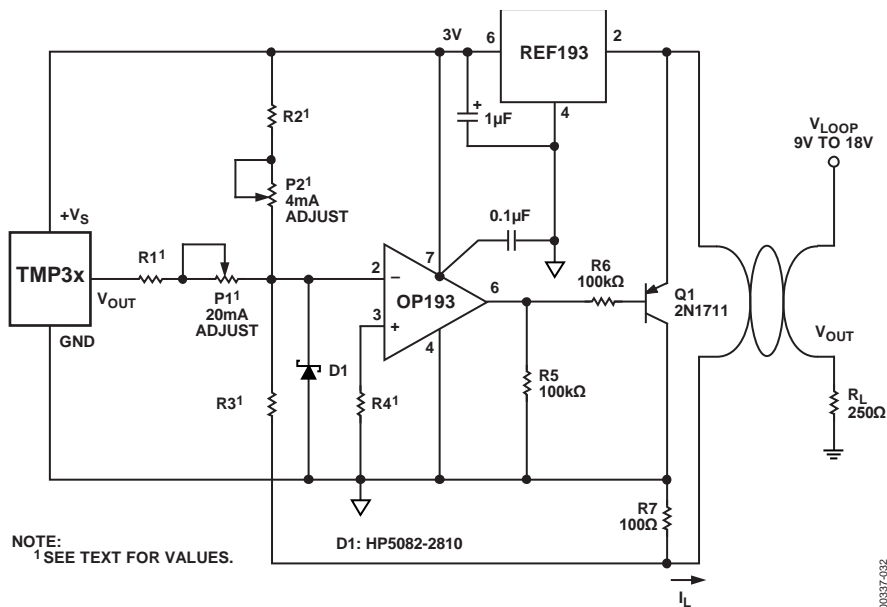 3V
6
REF193
2
4
1µF
+
R2¹
P2¹
4mA
ADJUST
V_LOOP
9V TO 18V
+V_S
TMP3x
R1¹
V_OUT
P1¹
20mA
ADJUST
GND
0.1µF
2
−
7
OP193
6
3
+
4
R6
100kΩ
Q1
2N1711
V_OUT
R_L
250Ω
D1
R3¹
R4¹
R5
100kΩ
R7
100Ω
NOTE:
¹ SEE TEXT FOR VALUES.
D1: HP5082-2810
I_L
00337-032